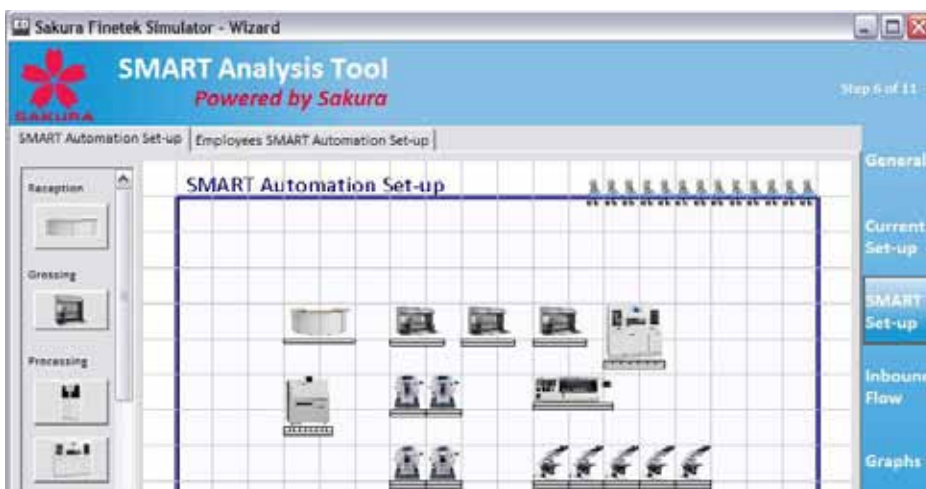 Sakura Finetek Simulator - Wizard
SMART Analysis Tool
Powered by Sakura
SAKURA
Step 6 of 11
SMART Automation Set-up
Employees SMART Automation Set-up
General
Current
Set-up
SMART
Set-up
Inbound
Flow
Graphs
Reception
Grossing
Processing
SMART Automation Set-up